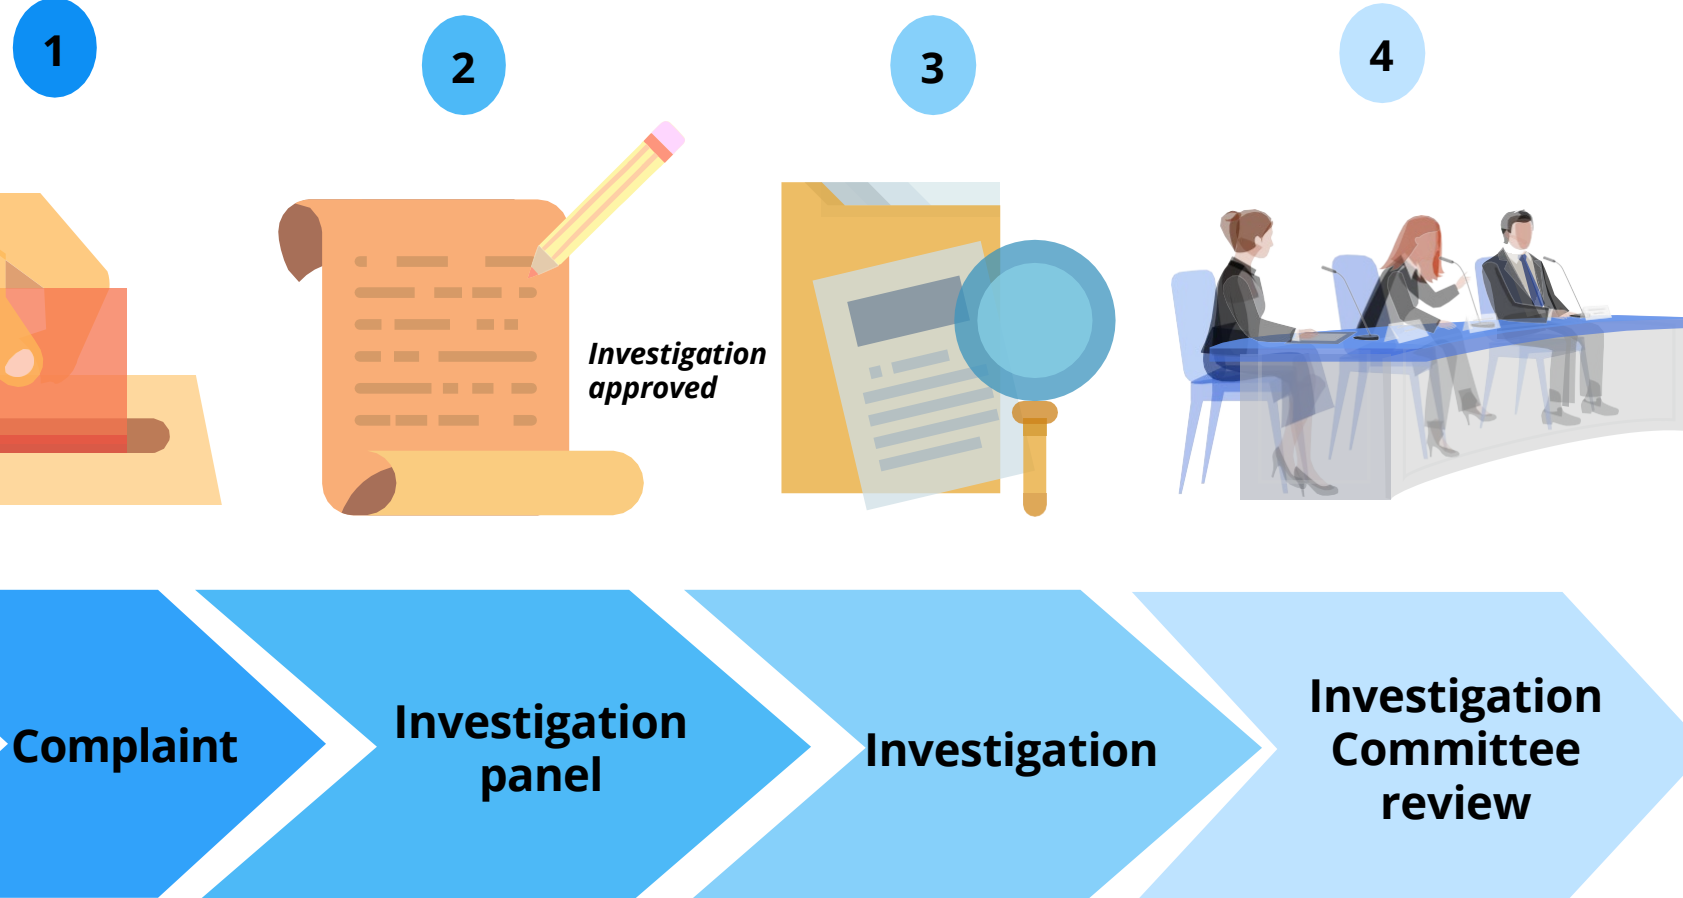 1
2
3
4
Investigation
approved
Complaint
Investigation
panel
Investigation
Investigation
Committee
review